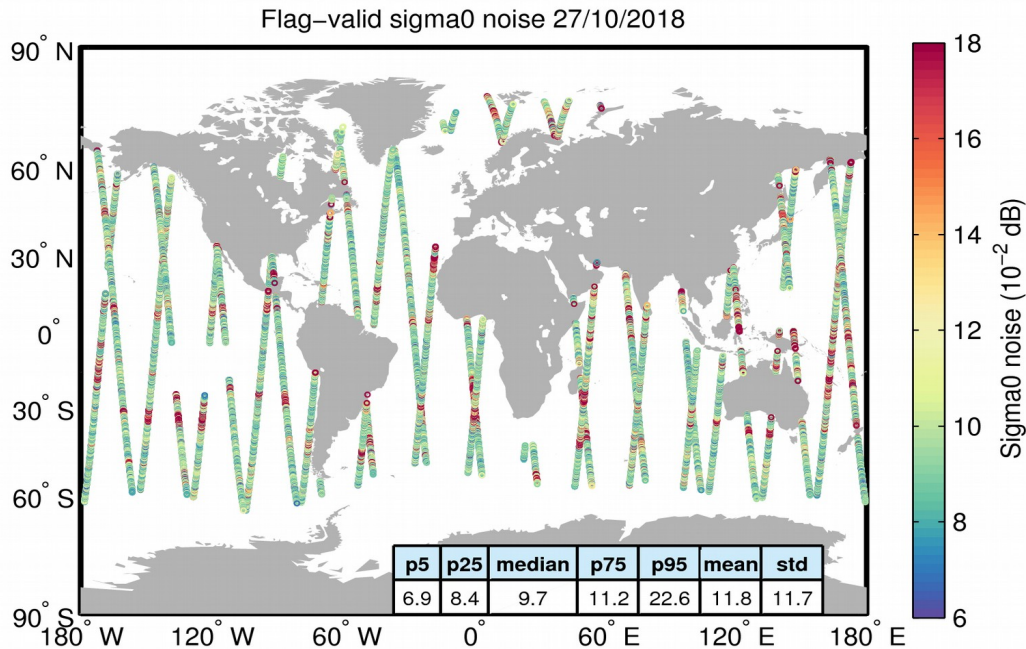 Flag−valid sigma0 noise 27/10/2018
90° N
60° N
30° N
0°
30° S
60° S
90° S
180° W
120° W
60° W
0°
60° E
120° E
180° E
p5 p25 median p75 p95 mean std
6.9 8.4 9.7 11.2 22.6 11.8 11.7
18
16
14
12
10
8
6
Sigma0 noise (10⁻² dB)